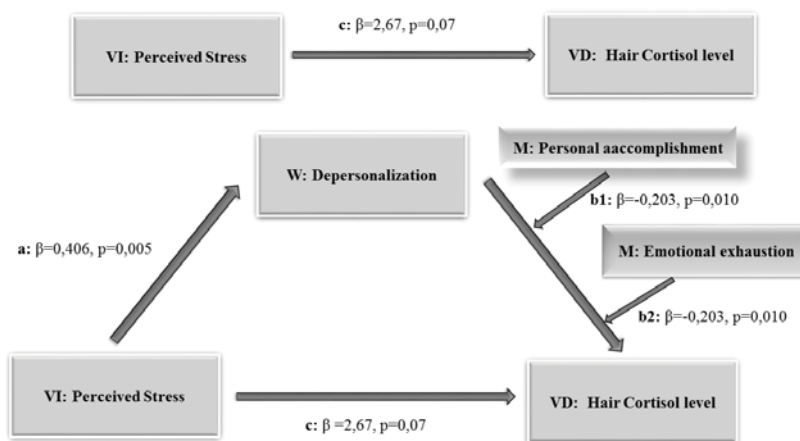 c: β=2,67, p=0,07
VI: Perceived Stress
VD: Hair Cortisol level
M: Personal aaccomplishment
W: Depersonalization
b1: β=-0,203, p=0,010
a: β=0,406, p=0,005
M: Emotional exhaustion
b2: β=-0,203, p=0,010
VI: Perceived Stress
VD: Hair Cortisol level
c: β =2,67, p=0,07